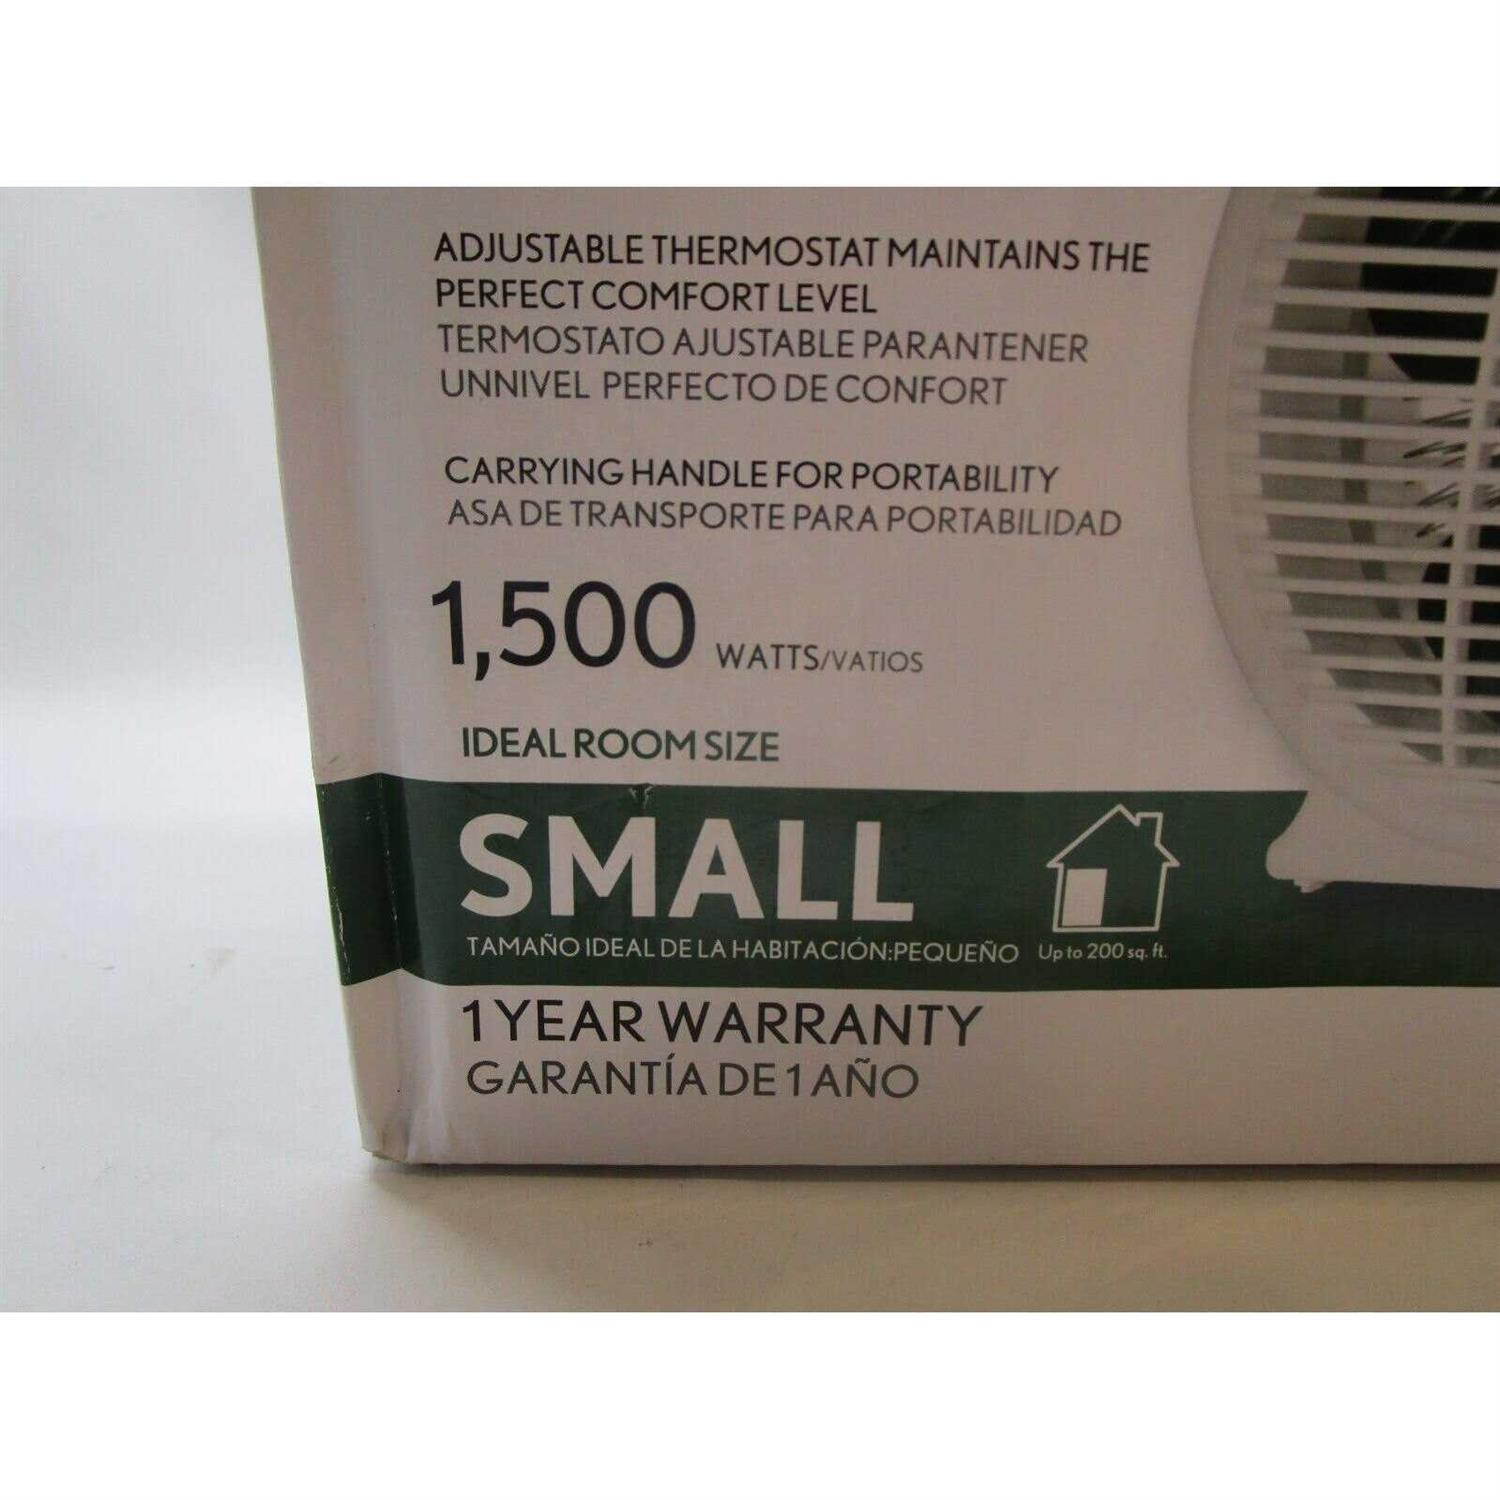 ADJUSTABLE THERMOSTAT MAINTAINS THE
PERFECT COMFORT LEVEL
TERMOSTATO AJUSTABLE PARANTENER
UNNIVEL PERFECTO DE CONFORT
CARRYING HANDLE FOR PORTABILITY
ASA DE TRANSPORTE PARA PORTABILIDAD
1,500 WATTS/VATIOS
IDEAL ROOM SIZE
SMALL
TAMAÑO IDEAL DE LA HABITACIÓN:PEQUEÑO Up to 200 sq. ft.
1 YEAR WARRANTY
GARANTÍA DE 1 AÑO